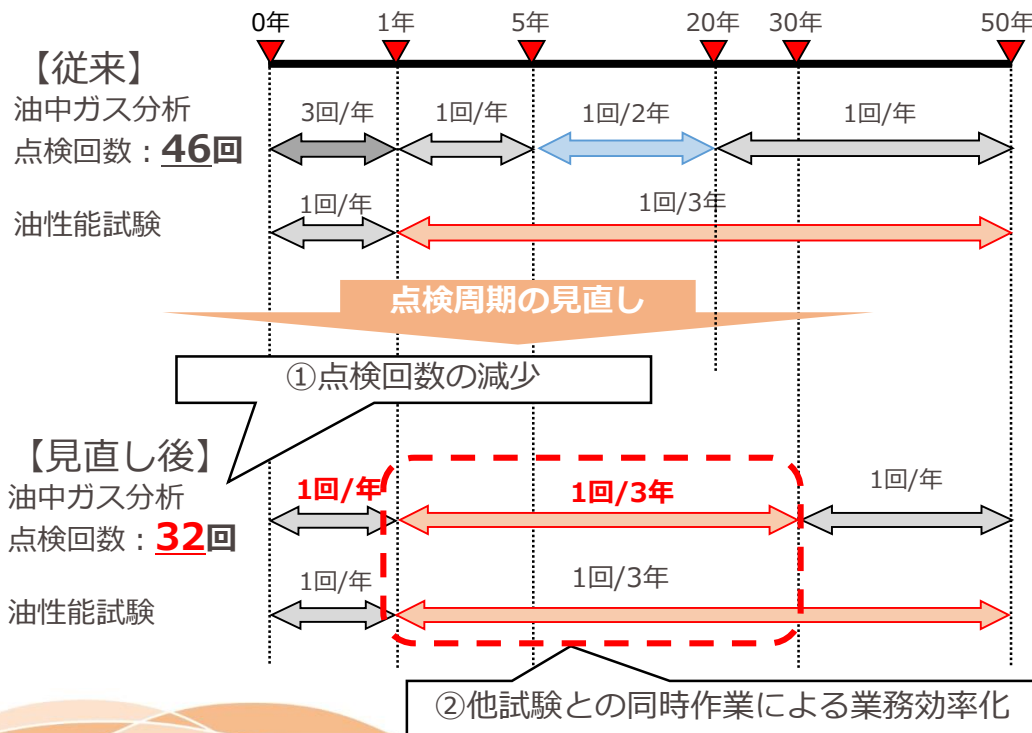 0年 1年 5年 20年 30年 50年
【従来】
油中ガス分析
点検回数：46回
3回/年 1回/年 1回/2年 1回/年
油性能試験
1回/年 1回/3年
点検周期の見直し
①点検回数の減少
【見直し後】
油中ガス分析
点検回数：32回
1回/年 1回/3年 1回/年
油性能試験
1回/年 1回/3年
②他試験との同時作業による業務効率化